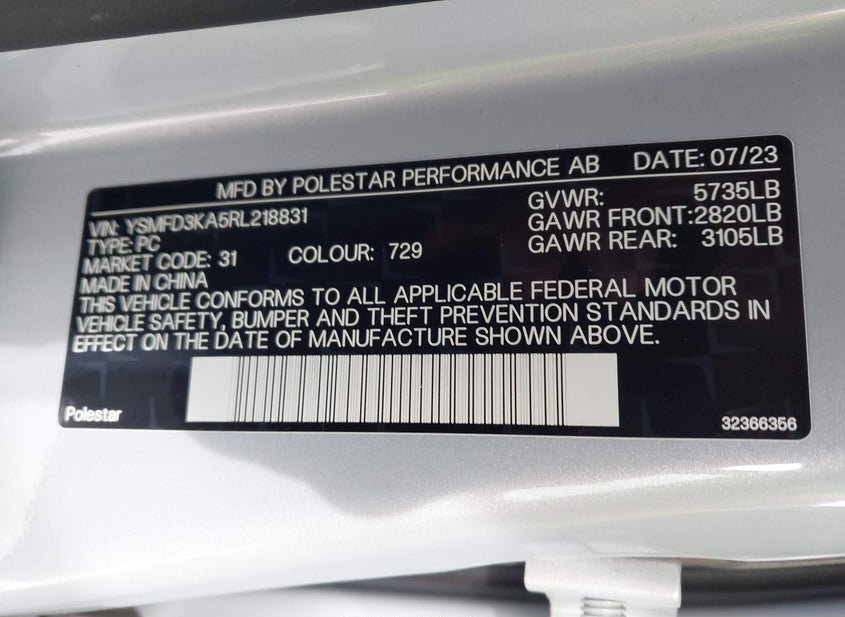 MFD BY POLESTAR PERFORMANCE AB DATE: 07/23
VIN: YSMFD3KA5RL218831 GVWR: 5735LB
TYPE: PC GAWR FRONT:2820LB
MARKET CODE: 31 COLOUR: 729 GAWR REAR: 3105LB
MADE IN CHINA
THIS VEHICLE CONFORMS TO ALL APPLICABLE FEDERAL MOTOR
VEHICLE SAFETY, BUMPER AND THEFT PREVENTION STANDARDS IN
EFFECT ON THE DATE OF MANUFACTURE SHOWN ABOVE.
Polestar 32366356